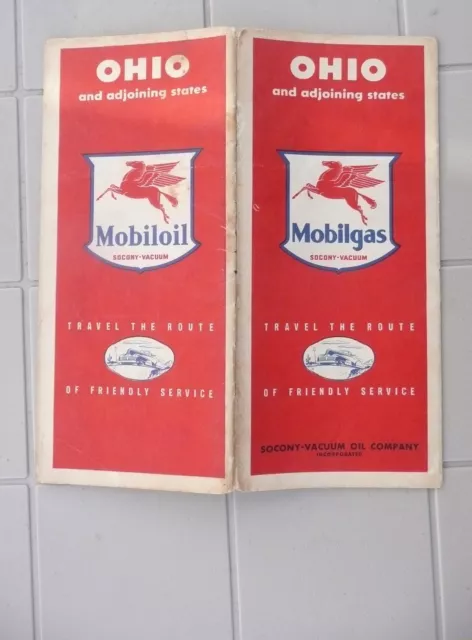 OHIO
and adjoining states
Mobiloil
SOCONY-VACUUM
TRAVEL THE ROUTE
OF FRIENDLY SERVICE
OHIO
and adjoining states
Mobilgas
SOCONY-VACUUM
TRAVEL THE ROUTE
OF FRIENDLY SERVICE
SOCONY-VACUUM OIL COMPANY
INCORPORATED